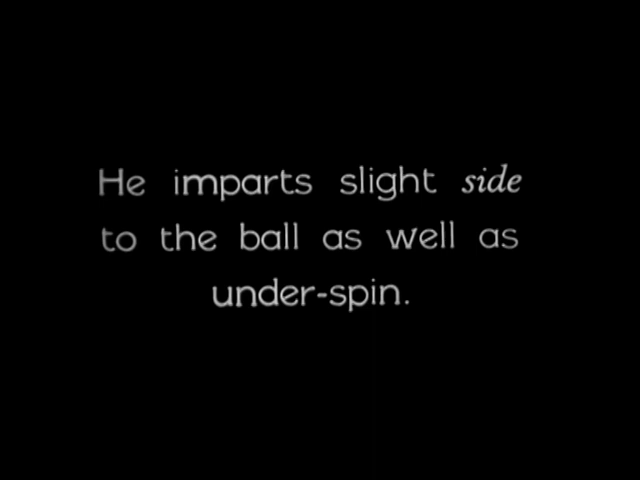 He imparts slight side
to the ball as well as
under-spin.